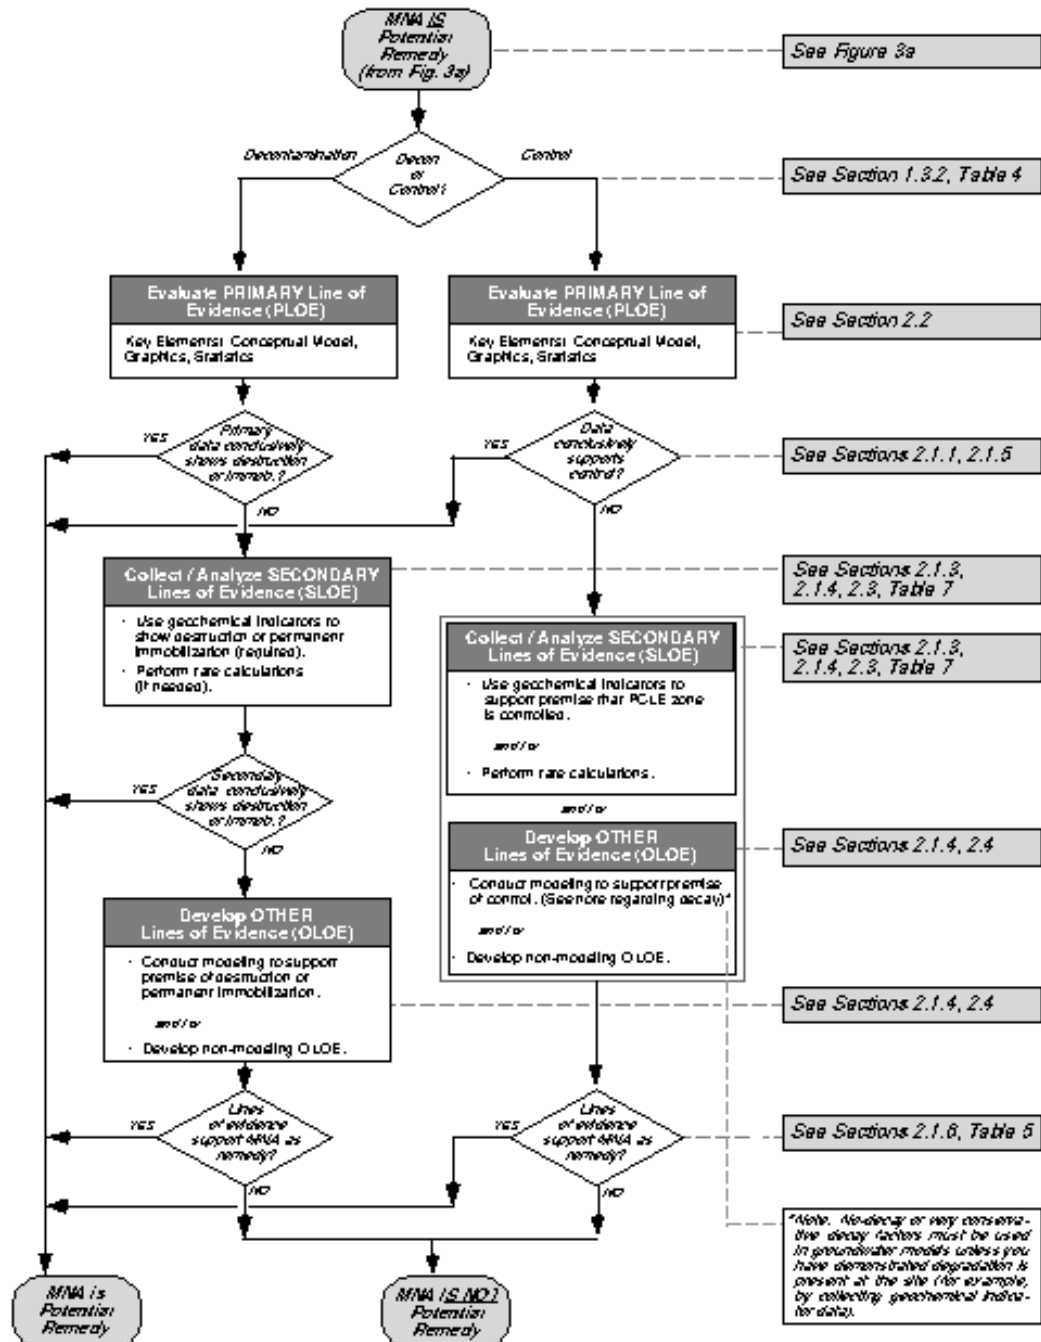 MNA IS
Potential
Remedy
(from Fig. 3a)
See Figure 3a
Decontamination
Decon
or
Control?
Control
See Section 1.3.2, Table 4
Evaluate PRIMARY Line of
Evidence (PLOE)
Key Elements: Conceptual Model,
Graphics, Statistics
Evaluate PRIMARY Line of
Evidence (PLOE)
Key Elements: Conceptual Model,
Graphics, Statistics
See Section 2.2
YES
Primary
data conclusively
shows destruction
or immob.?
NO
YES
Data
conclusively
supports
control?
NO
See Sections 2.1.1, 2.1.5
Collect / Analyze SECONDARY
Lines of Evidence (SLOE)
· Use geochemical indicators to
show destruction or permanent
immobilization (required).
· Perform rate calculations
(if needed).
See Sections 2.1.3,
2.1.4, 2.3, Table 7
Collect / Analyze SECONDARY
Lines of Evidence (SLOE)
· Use geochemical indicators to
support premise that PCLE zone
is controlled.
and / or
· Perform rate calculations.
See Sections 2.1.3,
2.1.4, 2.3, Table 7
YES
Secondary
data conclusively
shows destruction
or immob.?
NO
and/or
Develop OTHER
Lines of Evidence (OLOE)
· Conduct modeling to support premise
of control. (See note regarding decay)*
and / or
· Develop non-modeling OLOE.
See Sections 2.1.4, 2.4
Develop OTHER
Lines of Evidence (OLOE)
· Conduct modeling to support
premise of destruction or
permanent immobilization.
and / or
· Develop non-modeling OLOE.
See Sections 2.1.4, 2.4
YES
Lines
of evidence
support MNA as
remedy?
NO
YES
Lines
of evidence
support MNA as
remedy?
NO
See Sections 2.1.6, Table 5
*Note. No-decay or very conserva-
tive decay factors must be used
in groundwater models unless you
have demonstrated degradation is
present at the site (for example,
by collecting geochemical indica-
tor data).
MNA is
Potential
Remedy
MNA IS NOT
Potential
Remedy